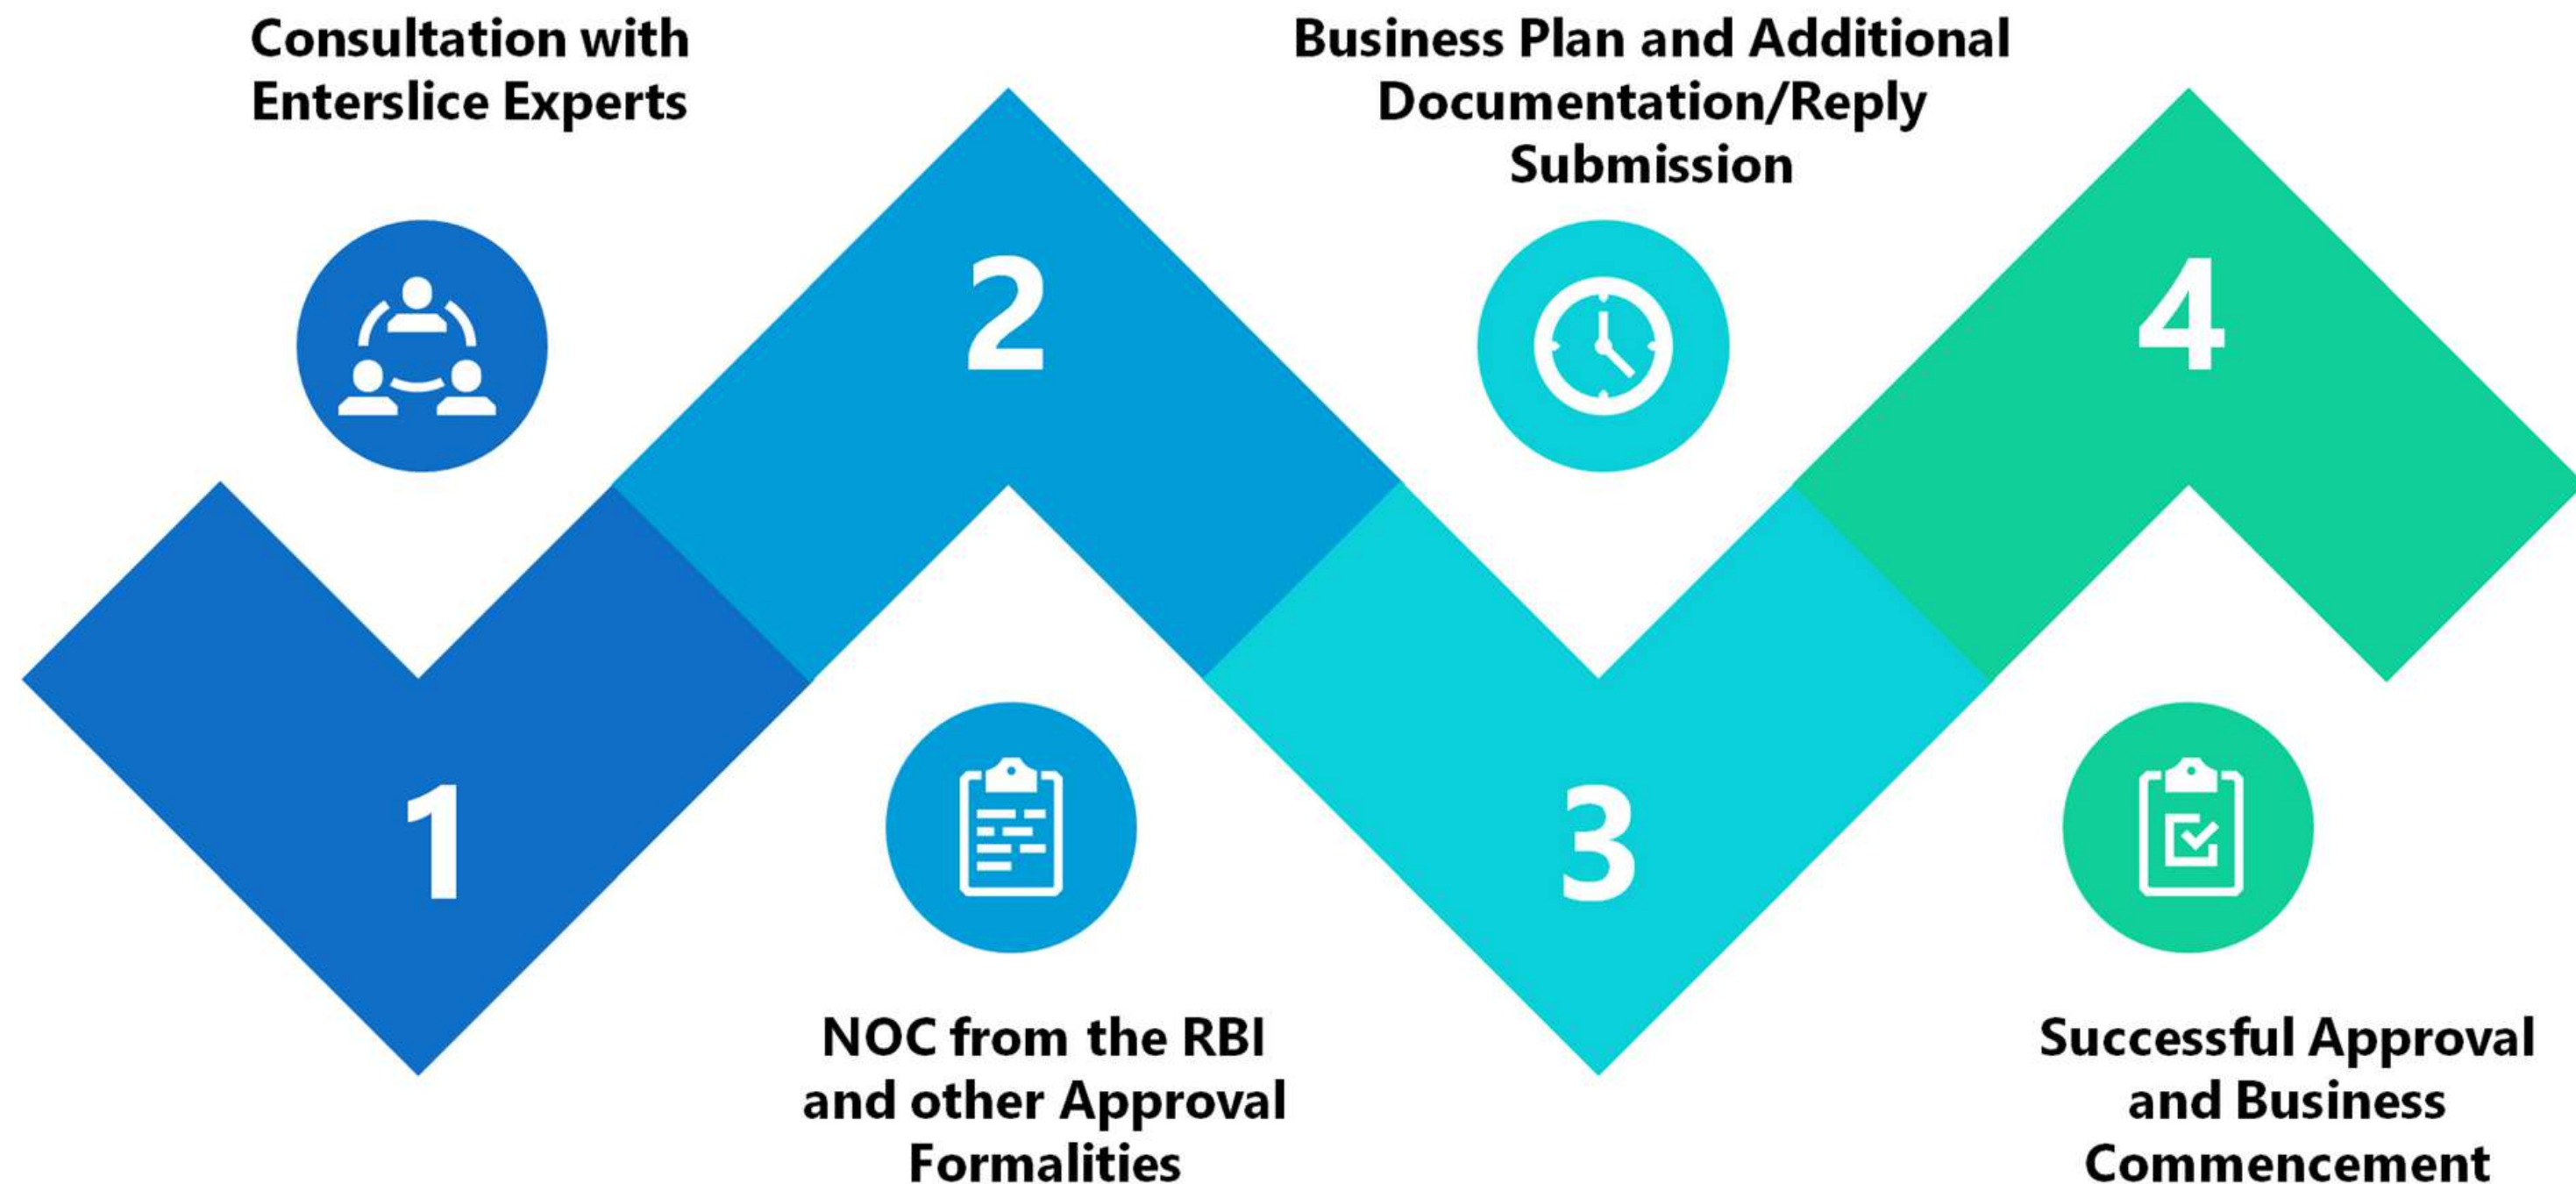 Consultation with
Enterslice Experts
1
2
NOC from the RBI
and other Approval
Formalities
Business Plan and Additional
Documentation/Reply
Submission
3
4
Successful Approval
and Business
Commencement